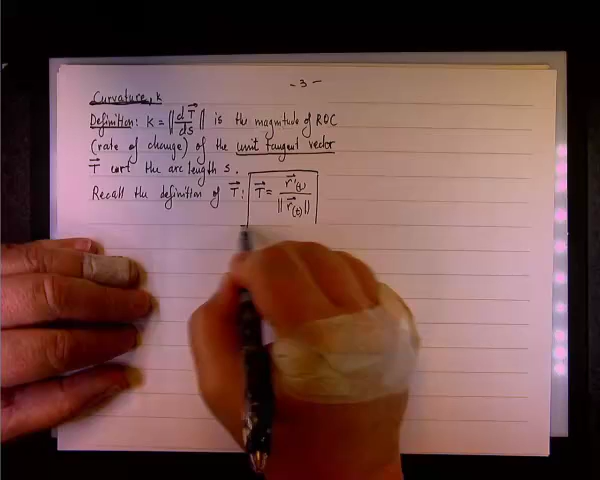 - 3 -
Curvature, k
Definition: K = ||dT⃗/ds|| is the magnitude of ROC
(rate of change) of the unit tangent vector
T⃗ wrt the arc length s.
Recall the definition of T⃗: T⃗ = r⃗'(t)/||r⃗'(t)||